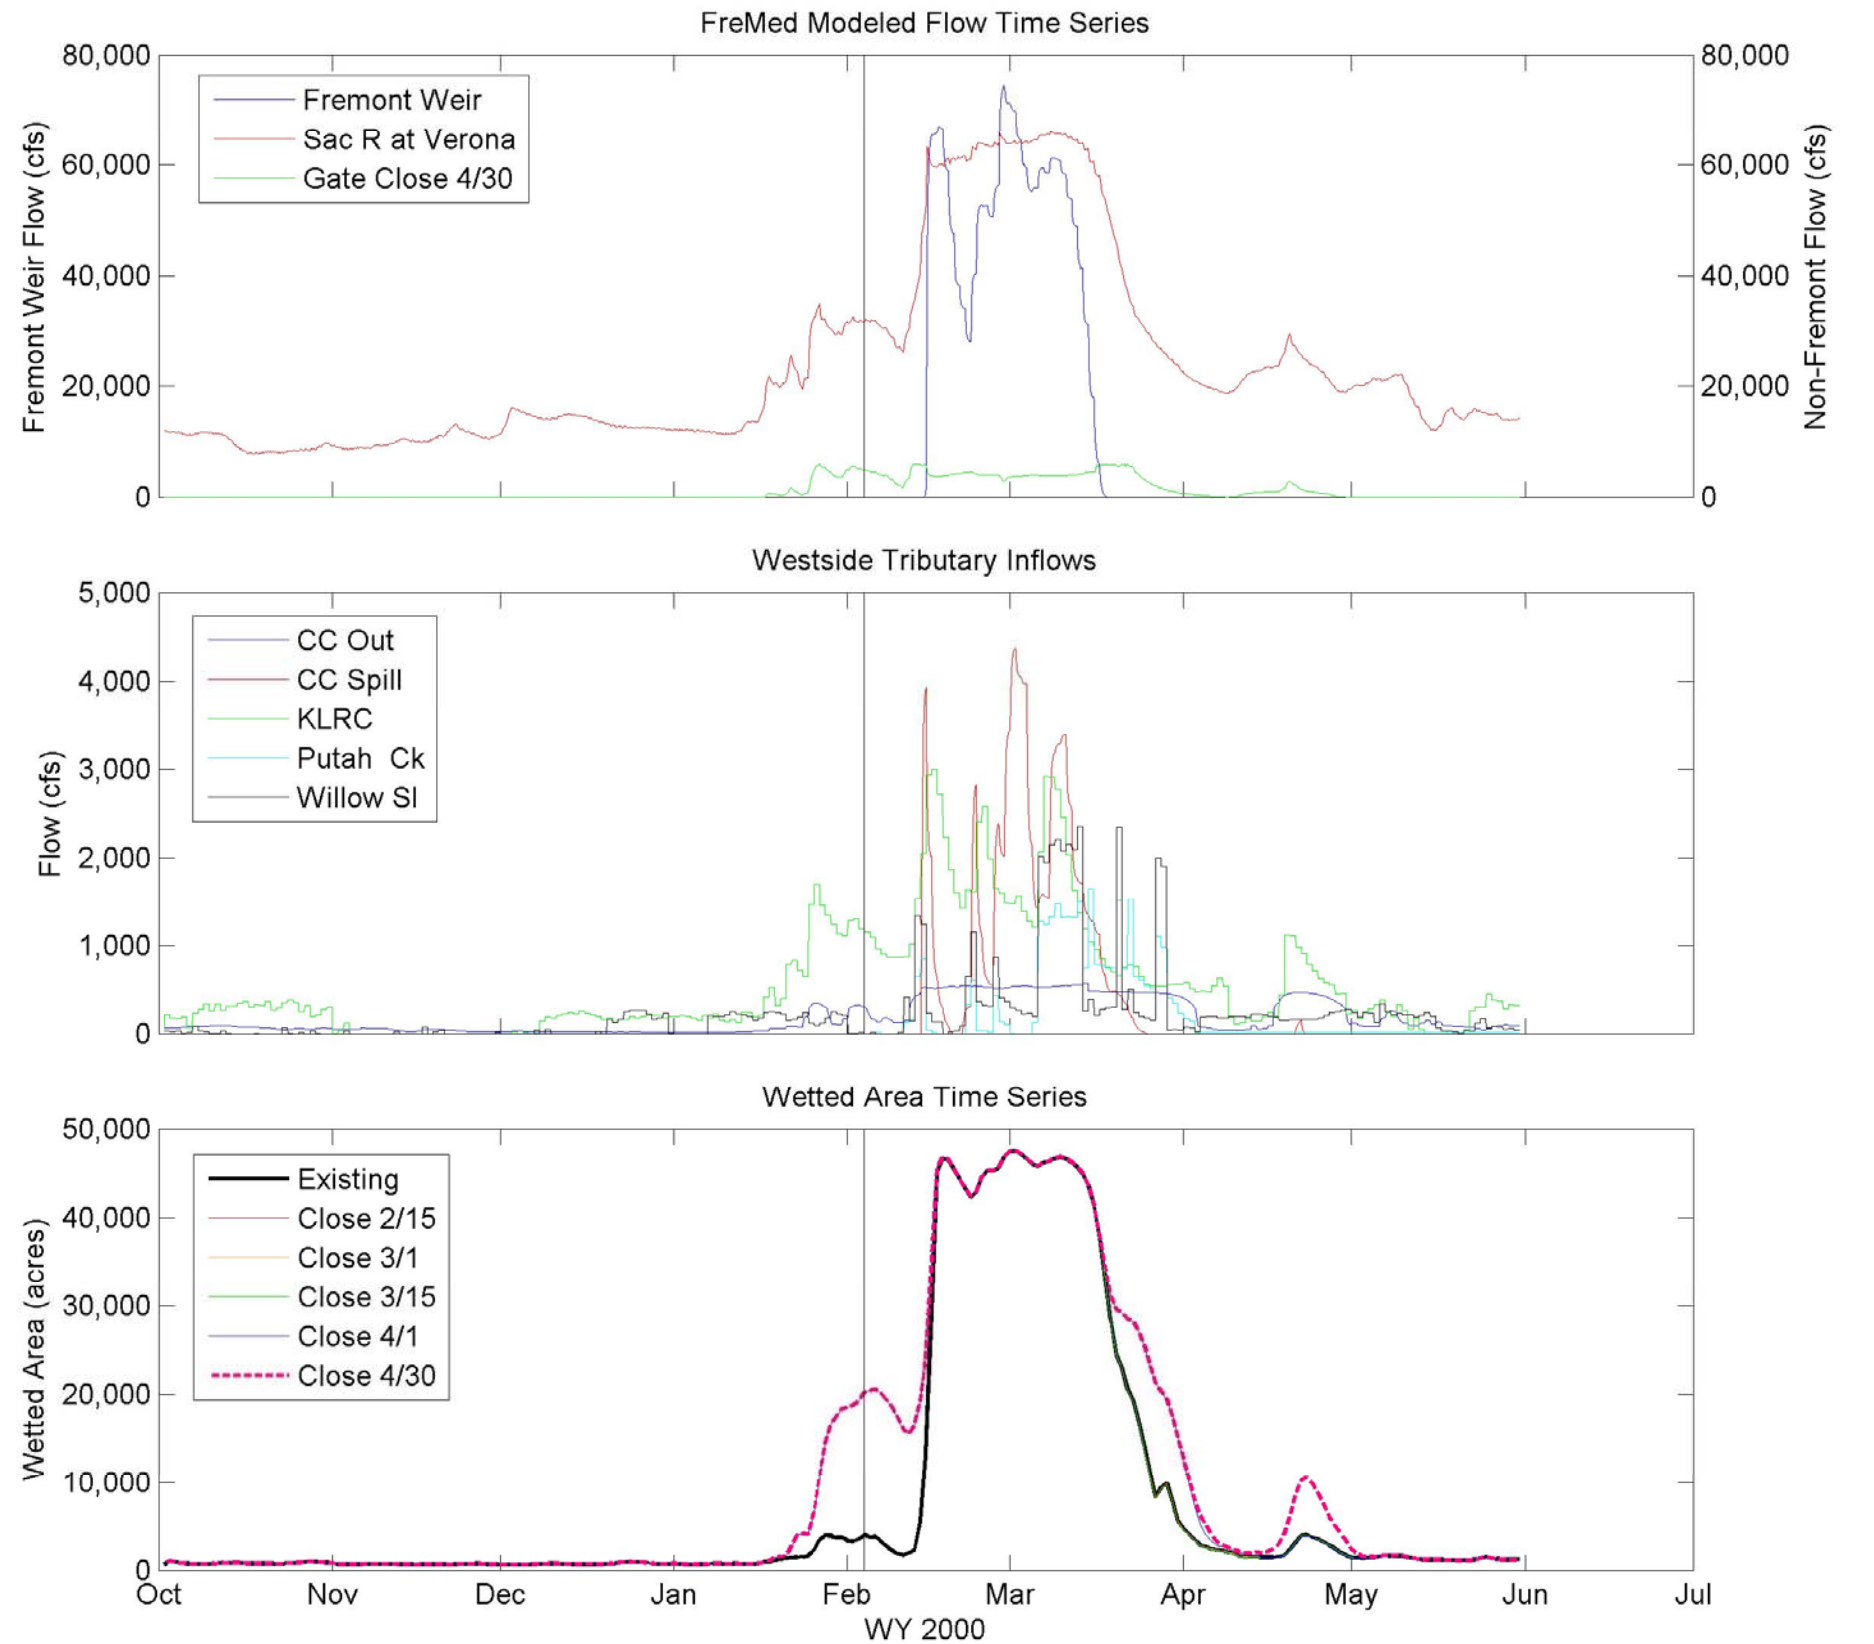 FreMed Modeled Flow Time Series
80,000
60,000
40,000
20,000
0
Fremont Weir Flow (cfs)
Fremont Weir
Sac R at Verona
Gate Close 4/30
80,000
60,000
40,000
20,000
0
Non-Fremont Flow (cfs)
Westside Tributary Inflows
5,000
4,000
3,000
2,000
1,000
0
Flow (cfs)
CC Out
CC Spill
KLRC
Putah Ck
Willow Sl
Wetted Area Time Series
50,000
40,000
30,000
20,000
10,000
0
Wetted Area (acres)
Existing
Close 2/15
Close 3/1
Close 3/15
Close 4/1
Close 4/30
Oct Nov Dec Jan Feb Mar Apr May Jun Jul
WY 2000